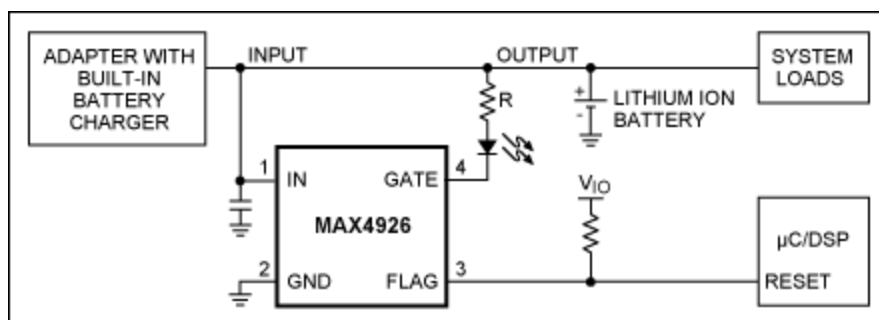 ADAPTER WITH
BUILT-IN
BATTERY
CHARGER
INPUT
OUTPUT
SYSTEM
LOADS
R
+
-
LITHIUM ION
BATTERY
1
IN
GATE
4
MAX4926
2
GND
FLAG
3
VIO
µC/DSP
RESET